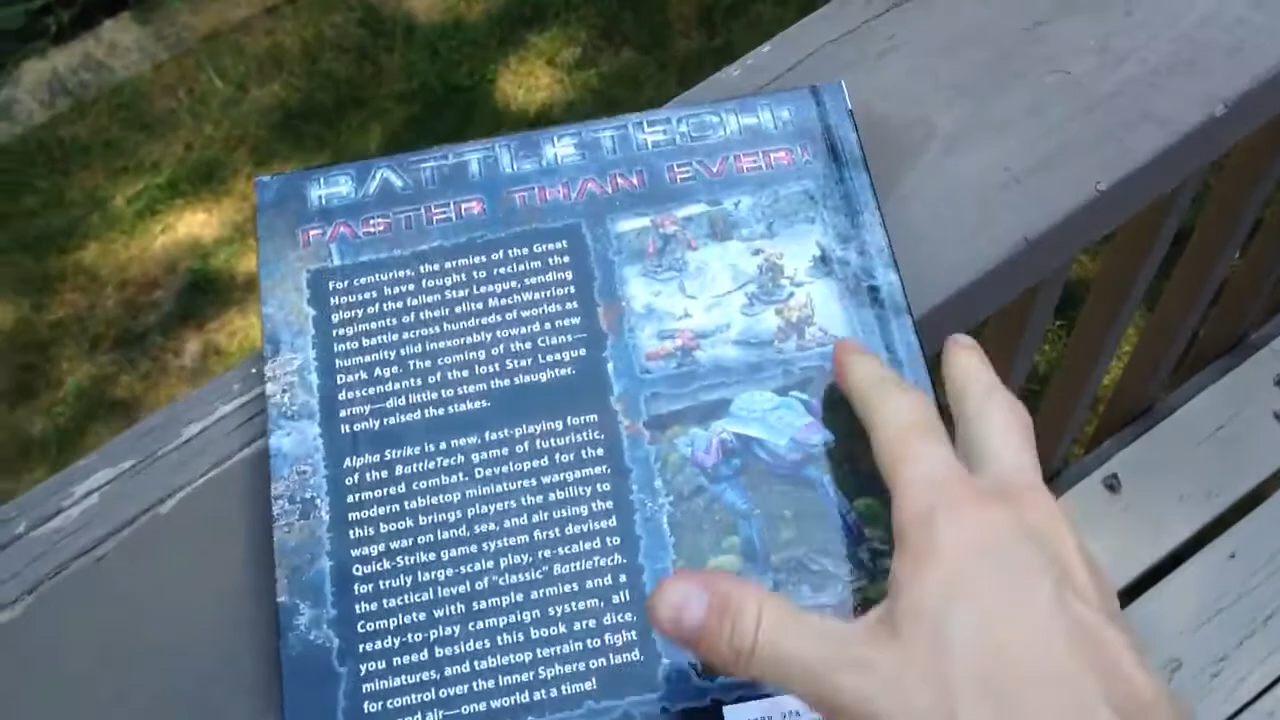 BATTLETECH:
FASTER THAN EVER!
For centuries, the armies of the Great
Houses have fought to reclaim the
glory of the fallen Star League, sending
regiments of their elite MechWarriors
into battle across hundreds of worlds as
humanity slid inexorably toward a new
Dark Age. The coming of the Clans—
descendants of the lost Star League
army—did little to stem the slaughter.
It only raised the stakes.
Alpha Strike is a new, fast-playing form
of the BattleTech game of futuristic,
armored combat. Developed for the
modern tabletop miniatures wargamer,
this book brings players the ability to
wage war on land, sea, and air using the
Quick-Strike game system first devised
for truly large-scale play, re-scaled to
the tactical level of "classic" BattleTech.
Complete with sample armies and a
ready-to-play campaign system, all
you need besides this book are dice,
miniatures, and tabletop terrain to fight
for control over the Inner Sphere on land,
and air—one world at a time!